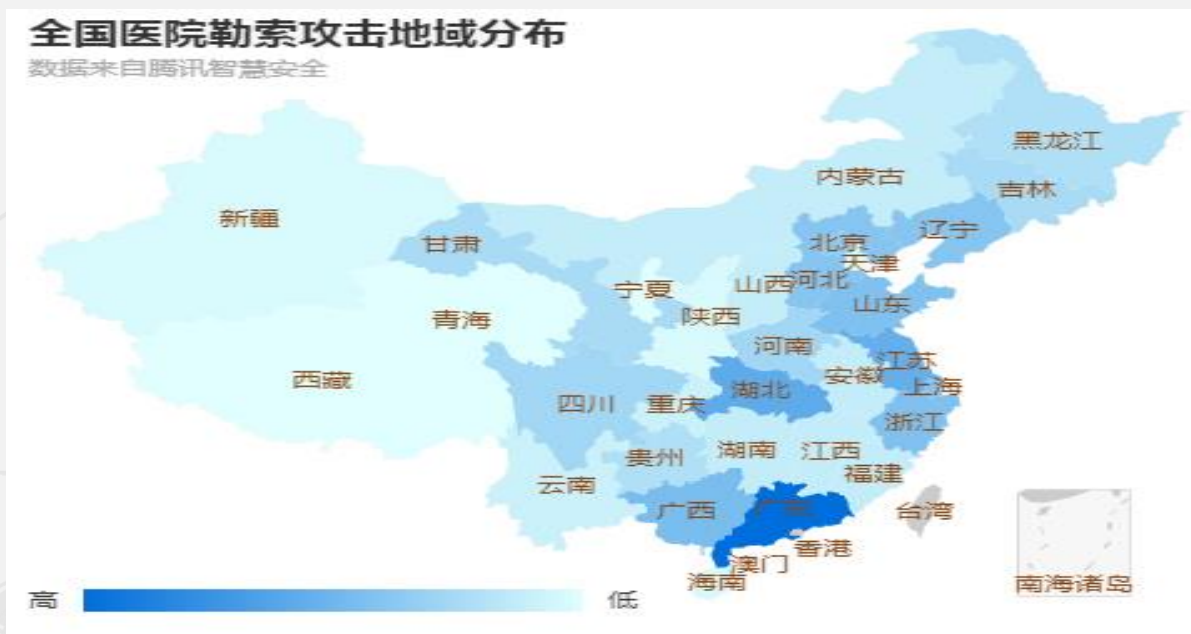 全国医院勒索攻击地域分布
数据来自腾讯智慧安全
黑龙江
内蒙古
吉林
新疆
辽宁
甘肃
北京
天津
宁夏
山西
河北
山东
青海
陕西
河南
江苏
西藏
安徽
上海
四川
重庆
湖北
浙江
贵州
湖南
江西
福建
云南
广西
广东
台湾
香港
澳门
海南
南海诸岛
高
低